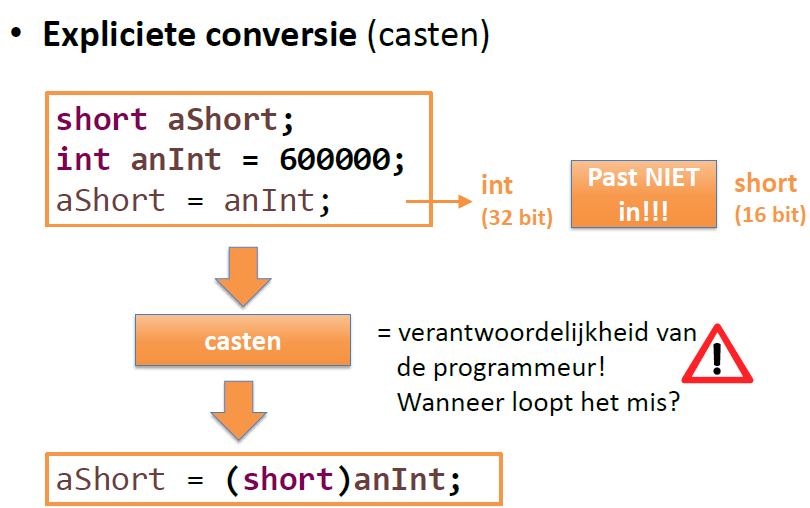 • Expliciete conversie (casten)
short aShort;
int anInt = 600000;
aShort = anInt;
int
(32 bit)
Past NIET
in!!!
short
(16 bit)
casten
= verantwoordelijkheid van
de programmeur!
Wanneer loopt het mis?
!
aShort = (short)anInt;